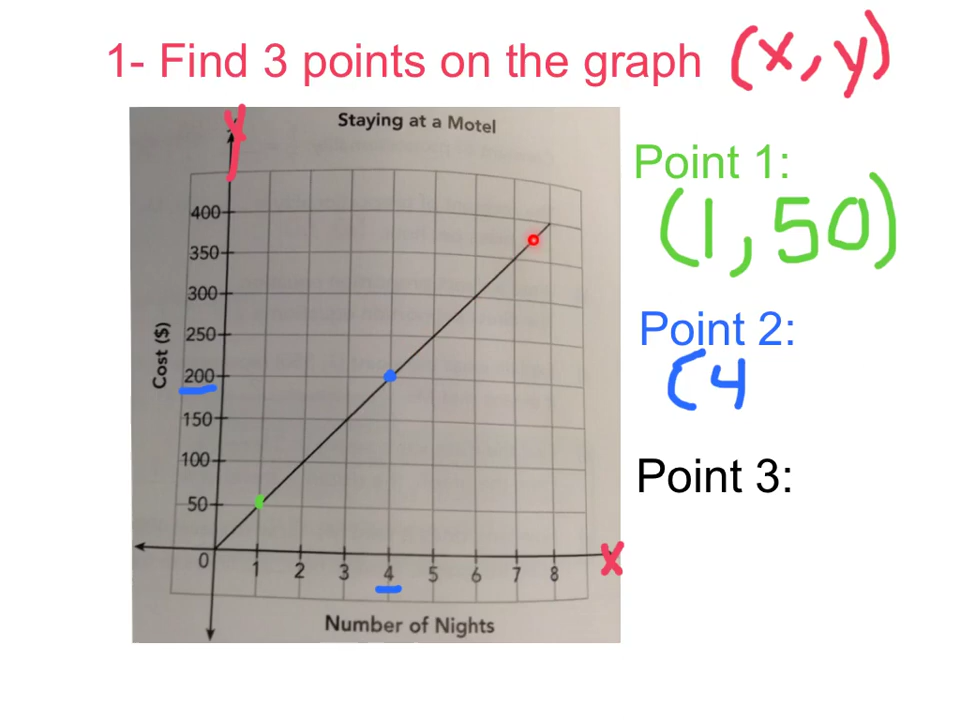 1- Find 3 points on the graph (x,y)
y
Staying at a Motel
Point 1:
(1,50)
400
350
300
250
200
150
100
50
0
Cost ($)
Point 2:
(4
Point 3:
1 2 3 4 5 6 7 8
x
Number of Nights